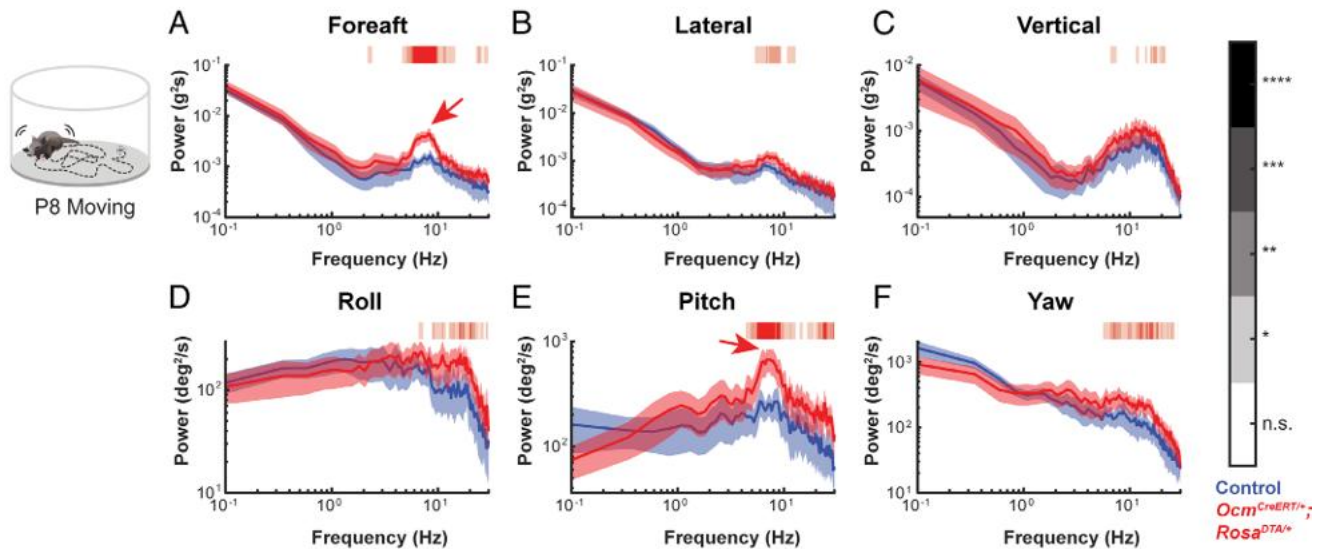 A
Foreaft
B
Lateral
C
Vertical
P8 Moving
Power (g²s)
10⁻¹
10⁻²
10⁻³
10⁻⁴
10⁻¹
10⁰
10¹
Frequency (Hz)
Power (g²s)
10⁻¹
10⁻²
10⁻³
10⁻⁴
10⁻¹
10⁰
10¹
Frequency (Hz)
Power (g²s)
10⁻²
10⁻³
10⁻⁴
10⁻¹
10⁰
10¹
Frequency (Hz)
D
Roll
E
Pitch
F
Yaw
Power (deg²/s)
10²
10¹
10⁻¹
10⁰
10¹
Frequency (Hz)
Power (deg²/s)
10³
10²
10⁻¹
10⁰
10¹
Frequency (Hz)
Power (deg²/s)
10³
10²
10¹
10⁻¹
10⁰
10¹
Frequency (Hz)
****
***
**
*
n.s.
Control
Ocm^CreERT/+;
Rosa^DTA/+